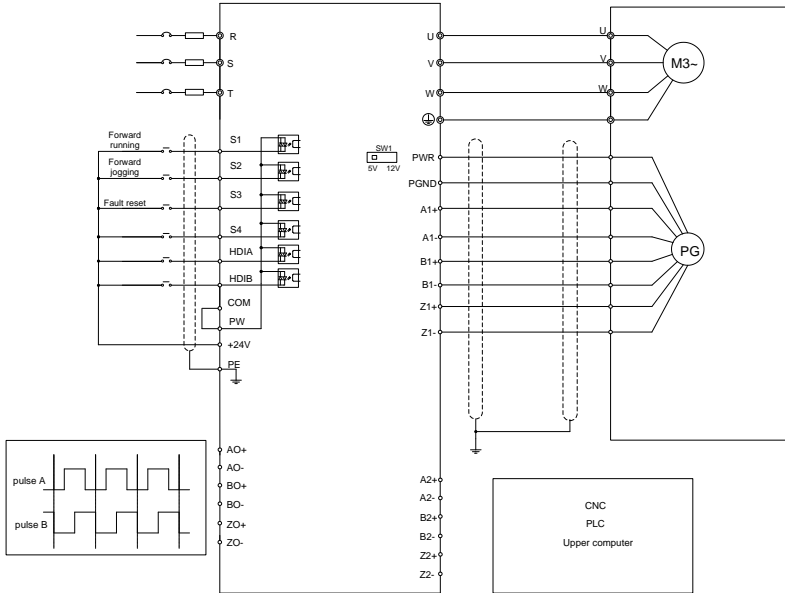 R
S
T
U
V
W
U
V
W
M3~
Forward
running
Forward
jogging
Fault reset
S1
S2
S3
S4
HDIA
HDIB
COM
PW
+24V
PE
SW1
5V 12V
PWR
PGND
A1+
A1-
B1+
B1-
Z1+
Z1-
PG
pulse A
pulse B
AO+
AO-
BO+
BO-
ZO+
ZO-
A2+
A2-
B2+
B2-
Z2+
Z2-
CNC
PLC
Upper computer